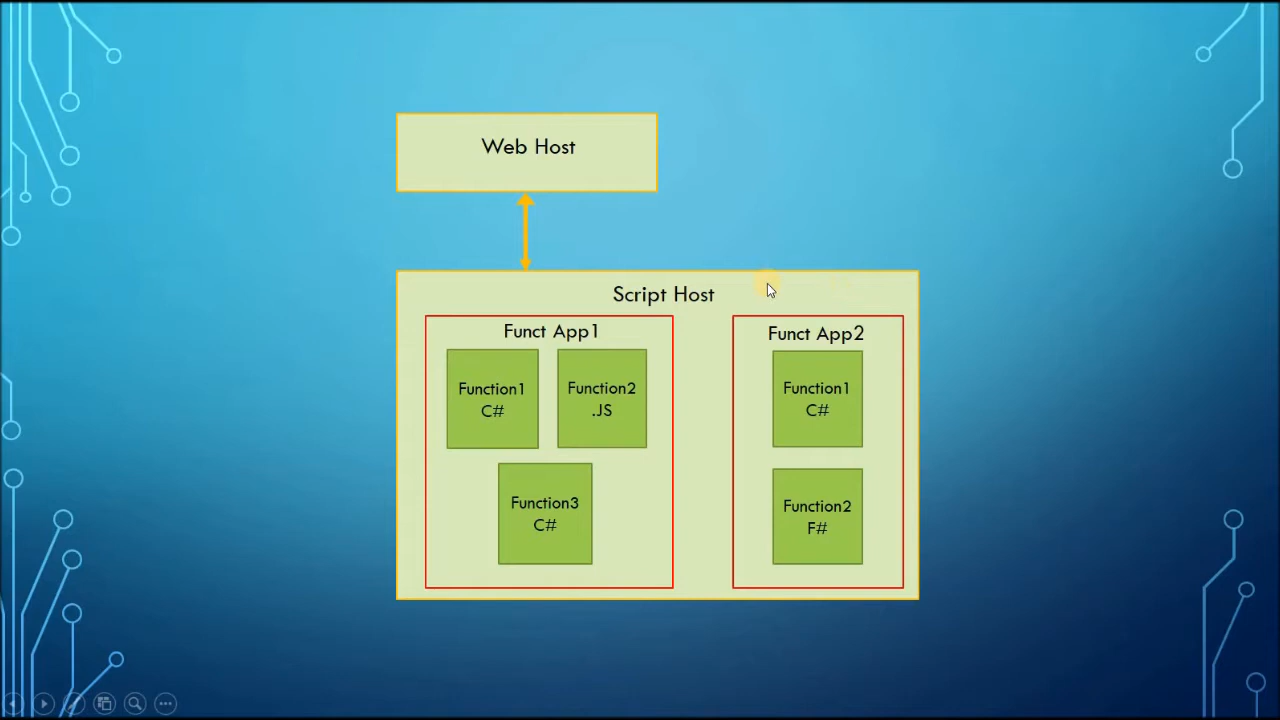 Web Host
Script Host
Funct App1
Function1
C#
Function2
.JS
Function3
C#
Funct App2
Function1
C#
Function2
F#